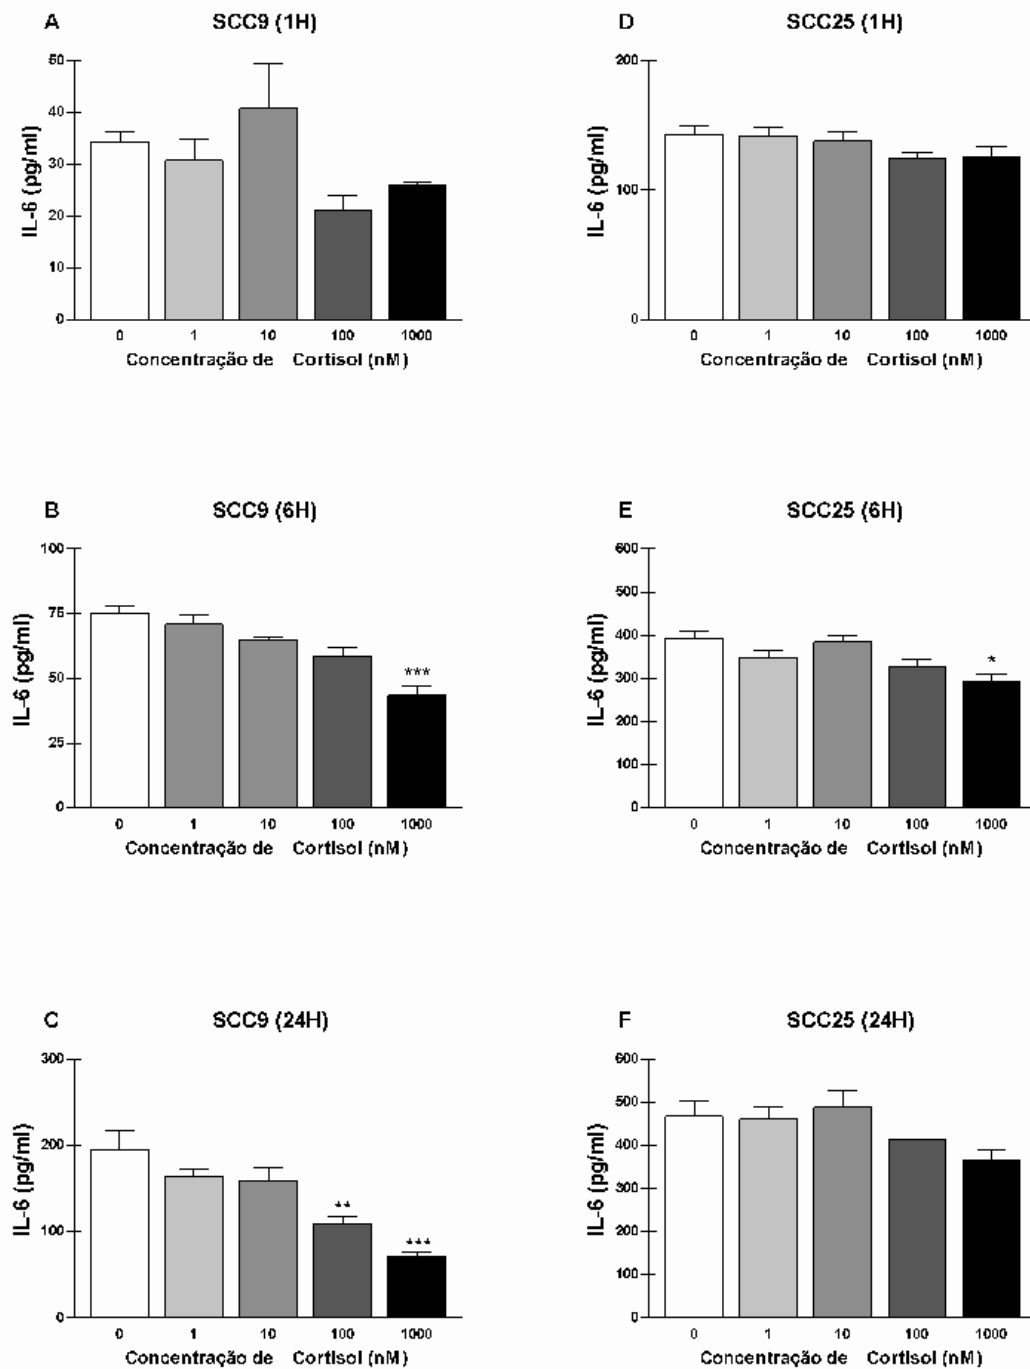 A
SCC9 (1H)
50
40
30
20
10
0
IL-6 (pg/ml)
0 1 10 100 1000
Concentração de Cortisol (nM)
D
SCC25 (1H)
200
100
0
IL-6 (pg/ml)
0 1 10 100 1000
Concentração de Cortisol (nM)
B
SCC9 (6H)
100
75
50
25
0
IL-6 (pg/ml)
***
0 1 10 100 1000
Concentração de Cortisol (nM)
E
SCC25 (6H)
600
500
400
300
200
100
0
IL-6 (pg/ml)
*
0 1 10 100 1000
Concentração de Cortisol (nM)
C
SCC9 (24H)
300
200
100
0
IL-6 (pg/ml)
**
***
0 1 10 100 1000
Concentração de Cortisol (nM)
F
SCC25 (24H)
600
500
400
300
200
100
0
IL-6 (pg/ml)
0 1 10 100 1000
Concentração de Cortisol (nM)